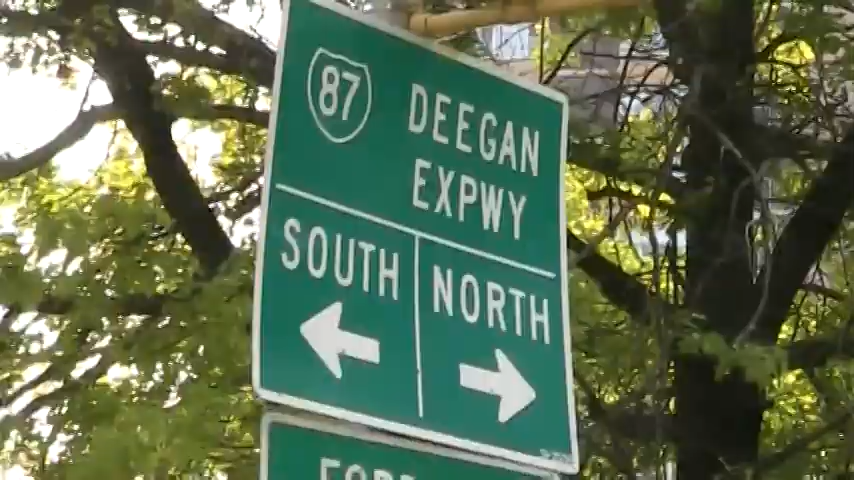 87
DEEGAN
EXPWY
SOUTH
NORTH